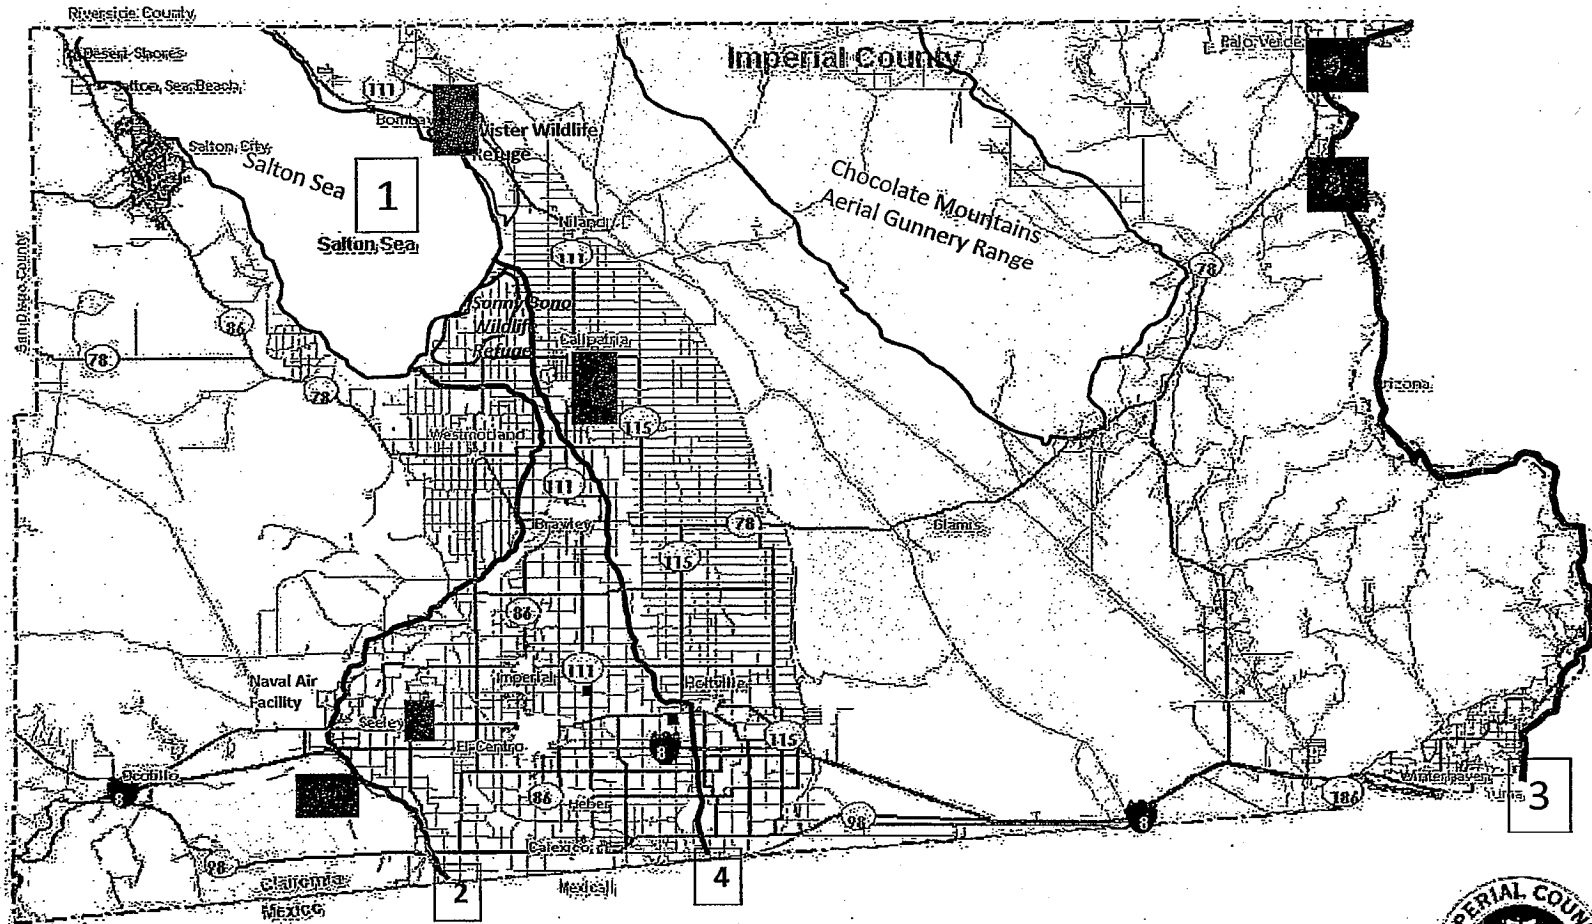 Riverside County
Imperial County
Palo Verde
Desert Shores
Salton Sea Beach
111
Bomba
Wister Wildlife
Refuge
Salton City
Salton Sea
1
Salton Sea
Chocolate Mountains
Aerial Gunnery Range
Niland
111
78
San Diego County
86
Sonny Bono
Wildlif
Refuge
Calipatria
78
78
Arizona
115
Westmorland
111
Brawley
78
Glamis
115
86
111
Imperial
Holtville
Naval Air
Facility
Seeley
El Centro
8
115
Ocotillo
8
86
Heber
98
8
186
Winterhaven
Yuma
3
Calexico
98
California
MEXICO
2
Mexicali
4
PERIAL COUN